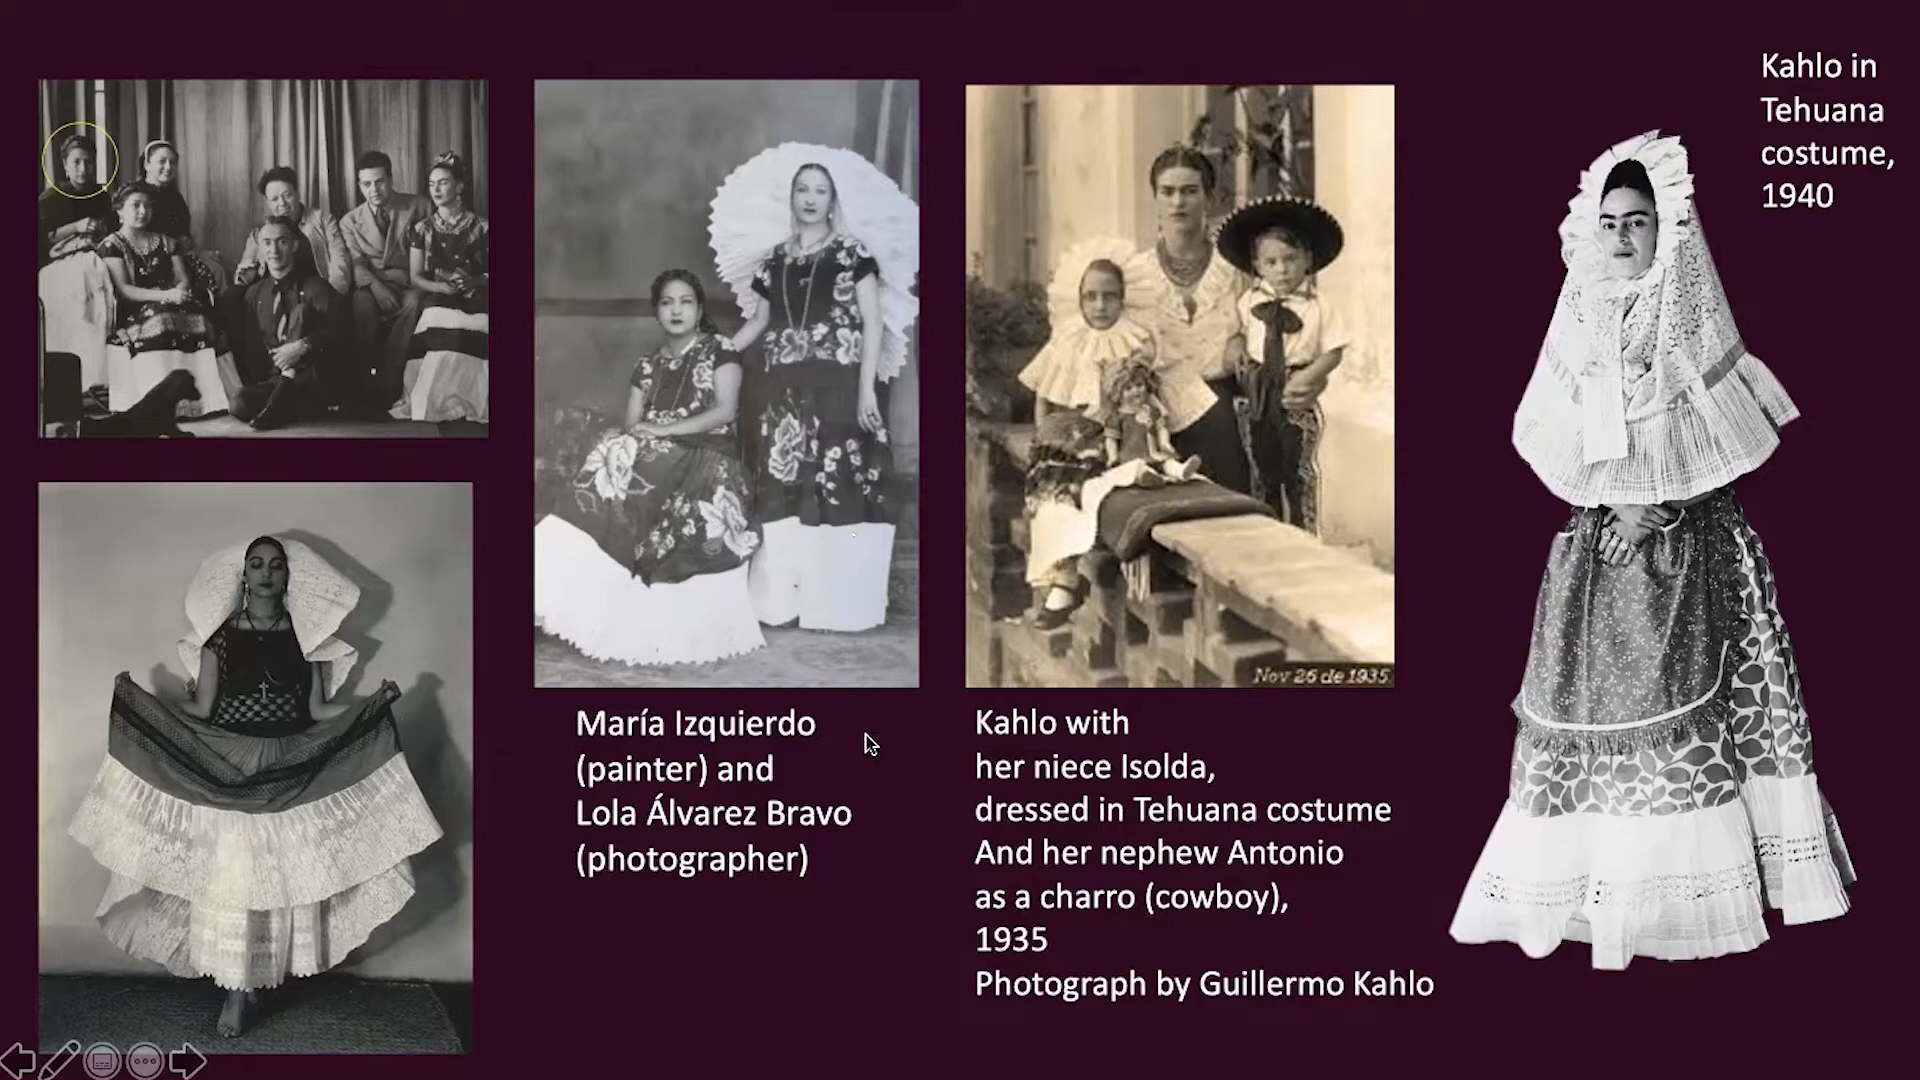 Kahlo in
Tehuana
costume,
1940
Nov 26 de 1935
María Izquierdo
(painter) and
Lola Álvarez Bravo
(photographer)
Kahlo with
her niece Isolda,
dressed in Tehuana costume
And her nephew Antonio
as a charro (cowboy),
1935
Photograph by Guillermo Kahlo